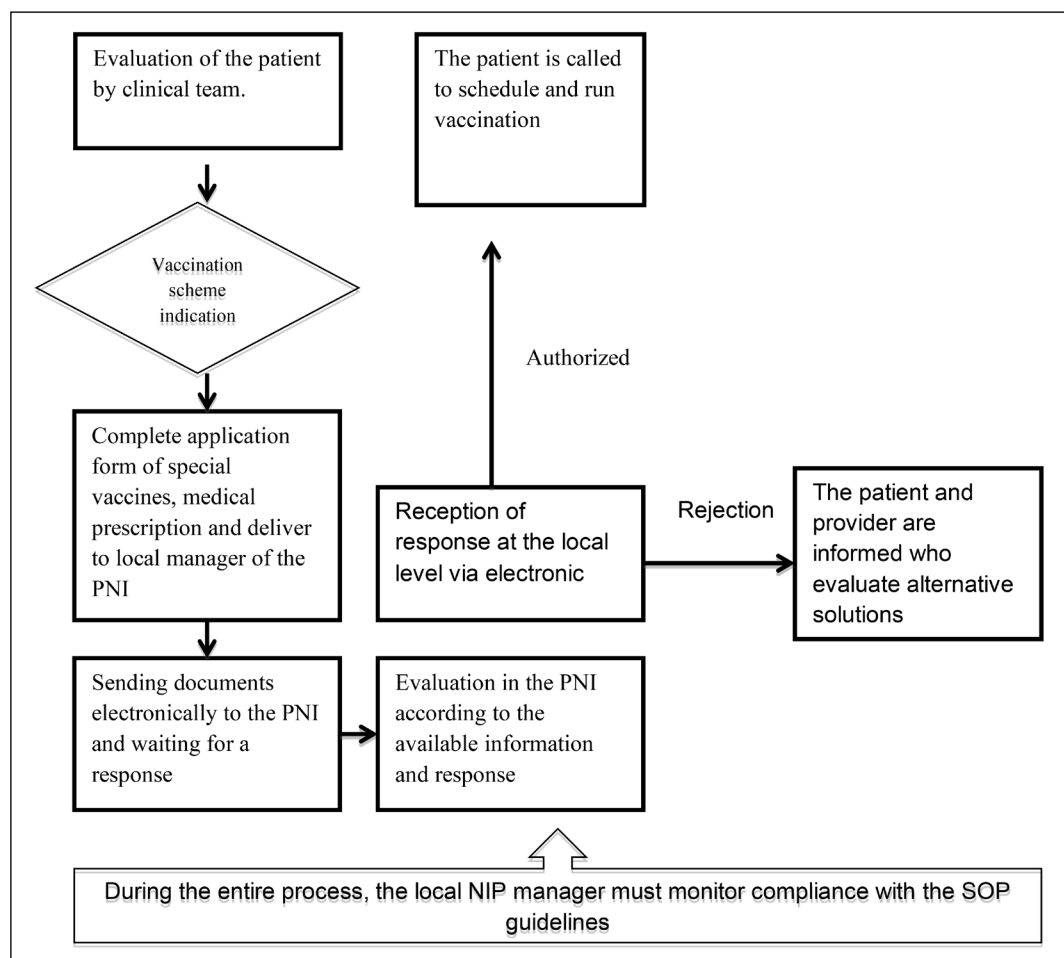 Evaluation of the patient
by clinical team.
Vaccination
scheme
indication
Complete application
form of special
vaccines, medical
prescription and deliver
to local manager of the
PNI
Sending documents
electronically to the PNI
and waiting for a
response
Evaluation in the PNI
according to the
available information
and response
Reception of
response at the local
level via electronic
Authorized
The patient is called
to schedule and run
vaccination
Rejection
The patient and
provider are
informed who
evaluate alternative
solutions
During the entire process, the local NIP manager must monitor compliance with the SOP
guidelines